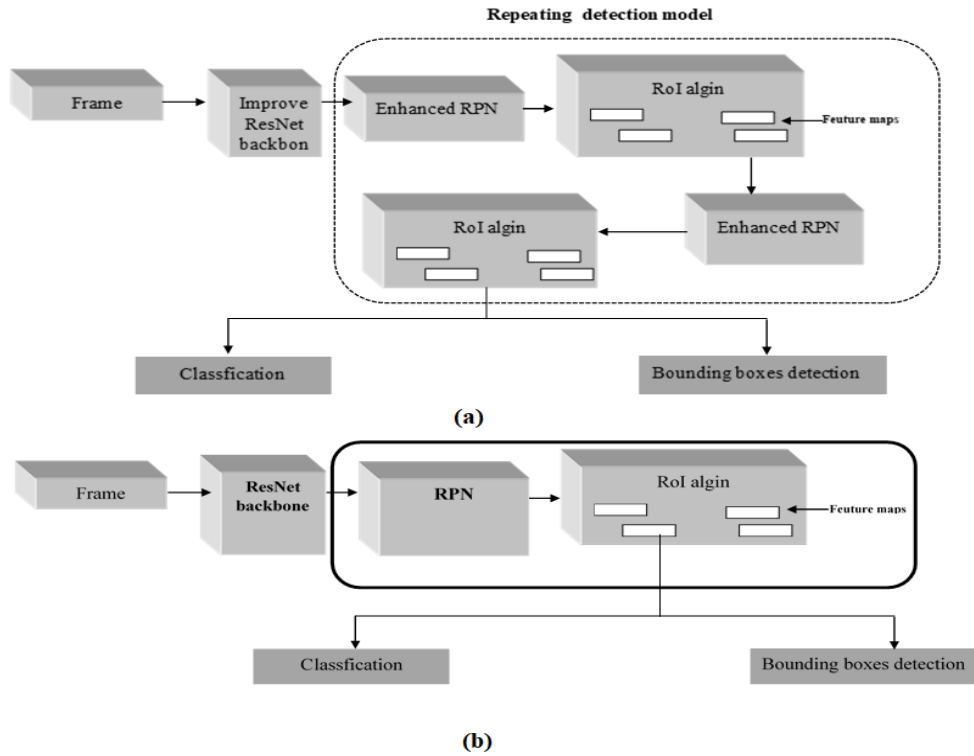 Repeating detection model
Frame
Improve
ResNet
backbon
Enhanced RPN
RoI algin
Feuture maps
RoI algin
Enhanced RPN
Classfication
Bounding boxes detection
(a)
Frame
ResNet
backbone
RPN
RoI algin
Feuture maps
Classfication
Bounding boxes detection
(b)